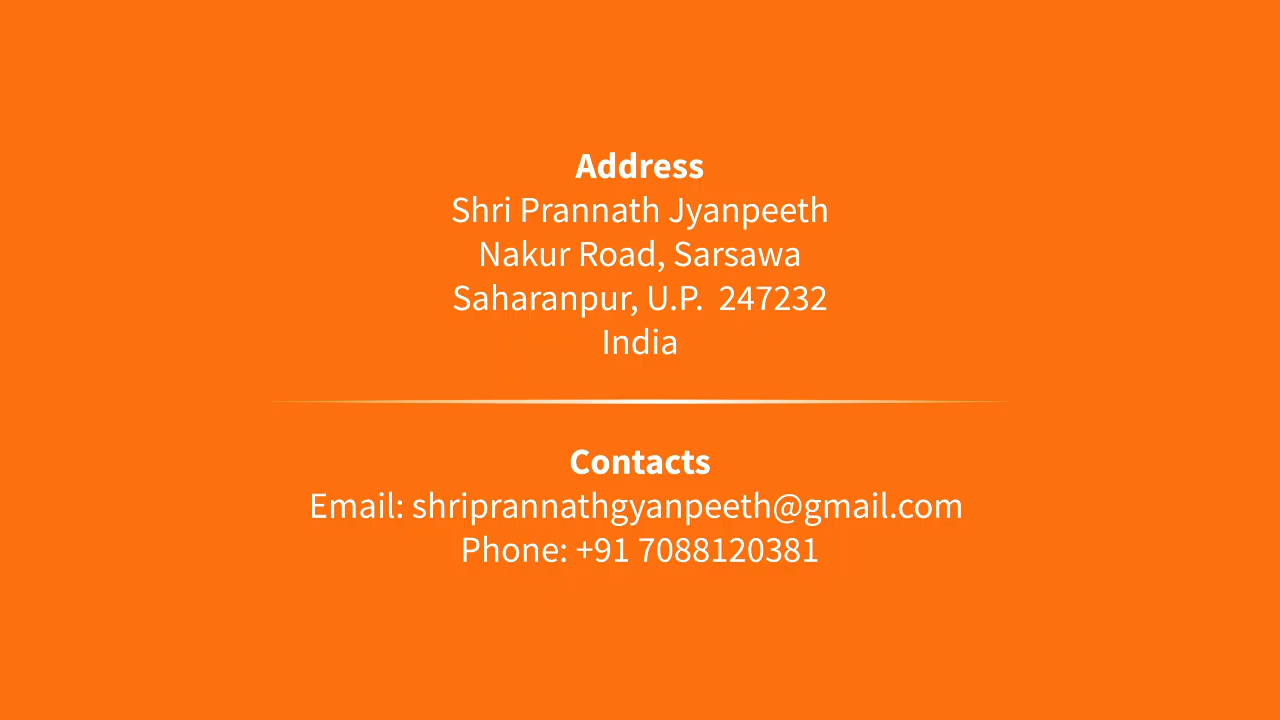 Address
Shri Prannath Jyanpeeth
Nakur Road, Sarsawa
Saharanpur, U.P.  247232
India
Contacts
Email: shriprannathgyanpeeth@gmail.com
Phone: +91 7088120381